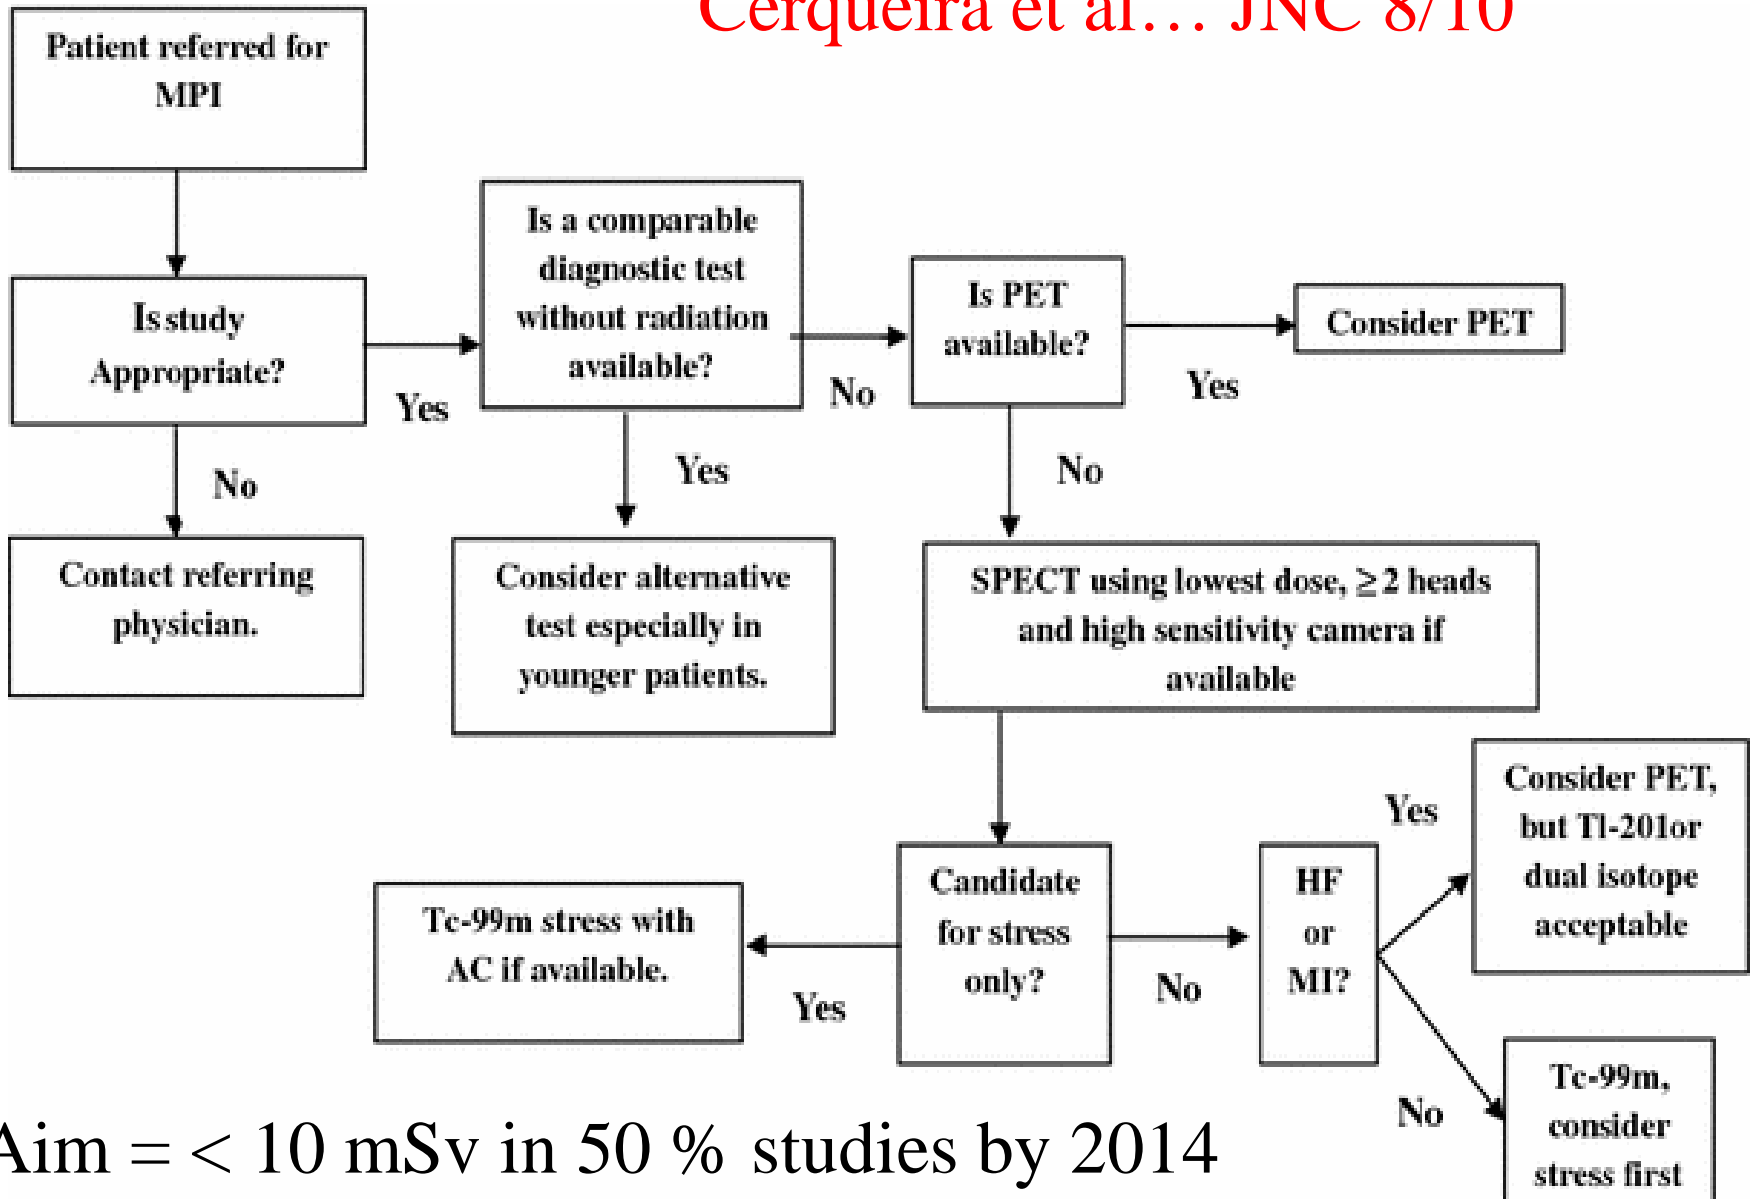 Cerqueira et al... JNC 8/10
Patient referred for
MPI
Is study
Appropriate?
Yes
No
Contact referring
physician.
Is a comparable
diagnostic test
without radiation
available?
No
Yes
Consider alternative
test especially in
younger patients.
Is PET
available?
Yes
Consider PET
No
SPECT using lowest dose, ≥2 heads
and high sensitivity camera if
available
Candidate
for stress
only?
Yes
Tc-99m stress with
AC if available.
No
HF
or
MI?
Yes
Consider PET,
but Tl-201or
dual isotope
acceptable
No
Tc-99m,
consider
stress first
Aim = < 10 mSv in 50 % studies by 2014